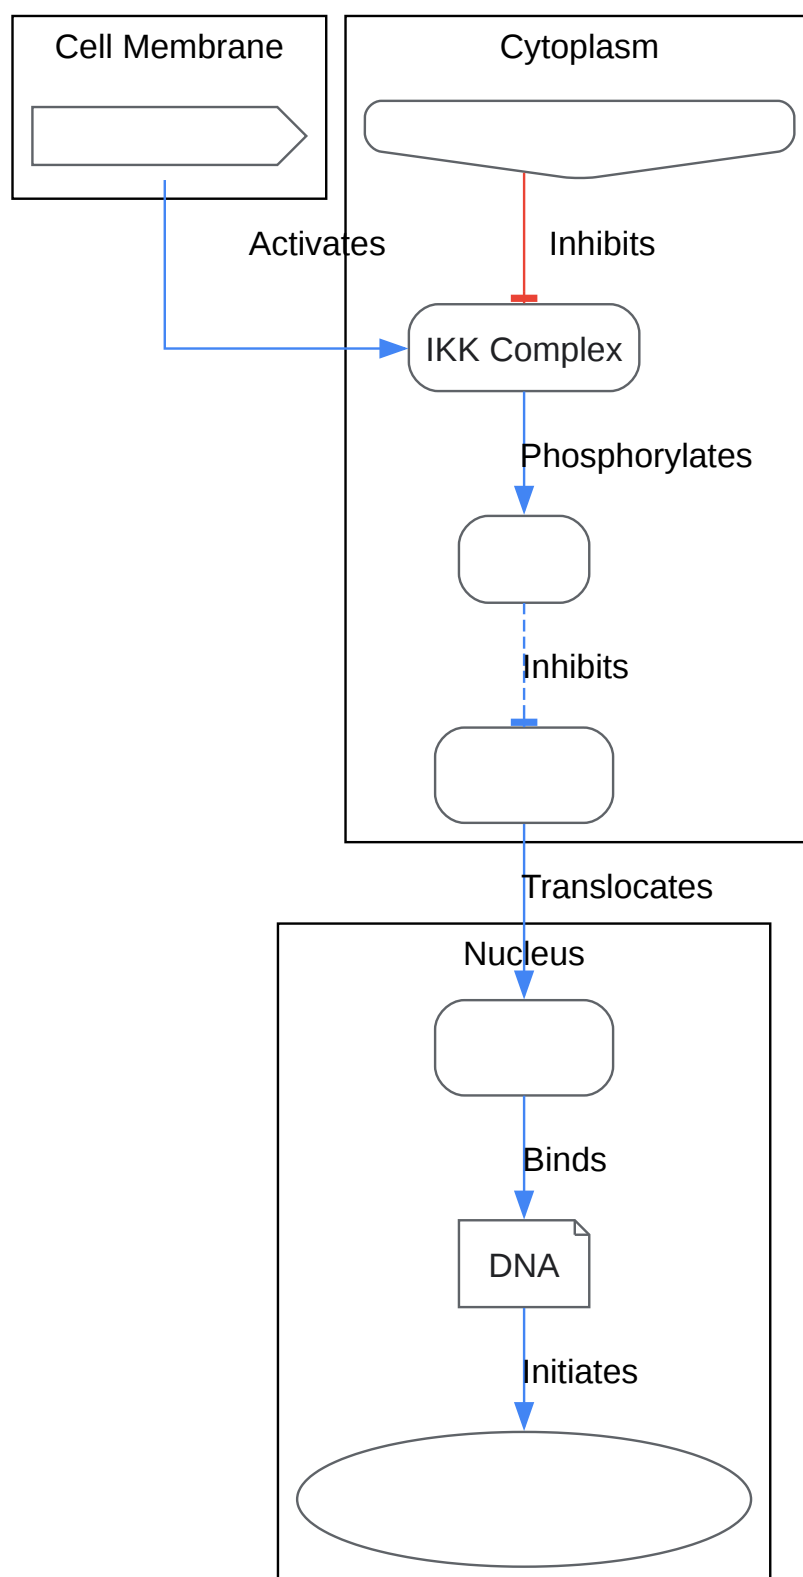 Cell Membrane
Cytoplasm
Activates
Inhibits
IKK Complex
Phosphorylates
Inhibits
Translocates
Nucleus
Binds
DNA
Initiates